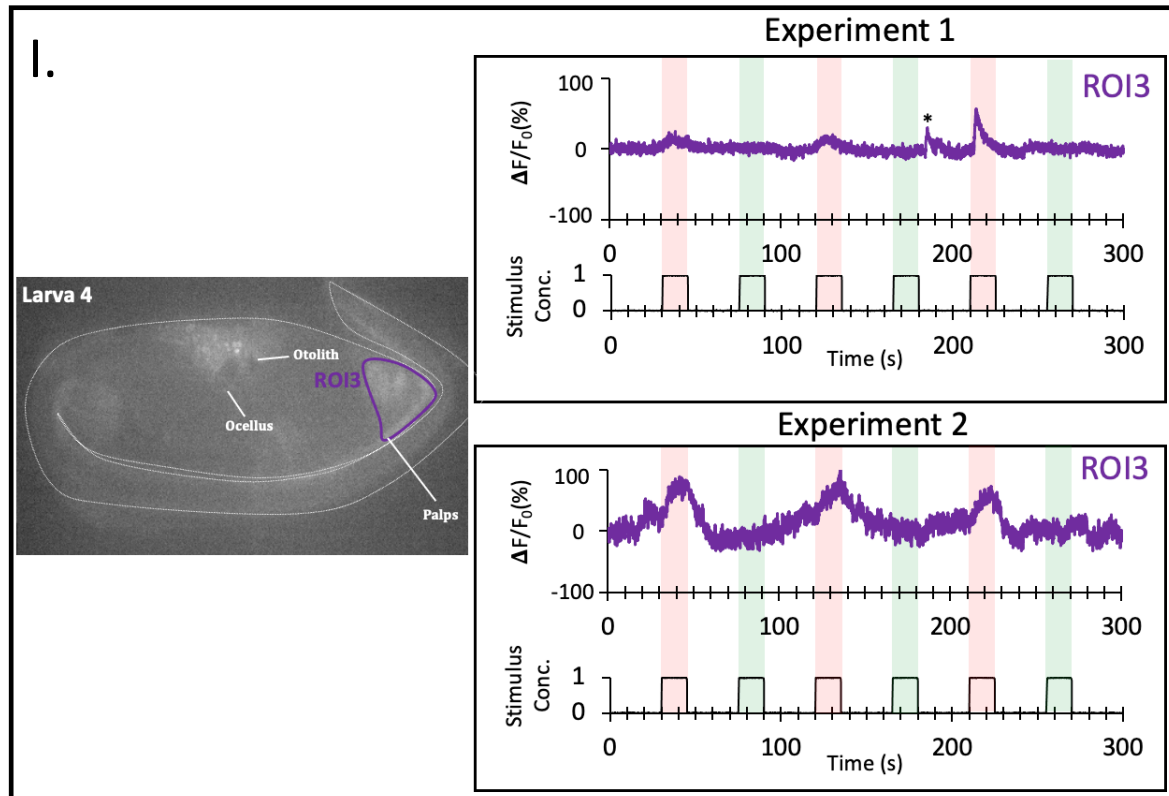 I.
Larva 4
Otolith
ROI3
Ocellus
Palps
Experiment 1
ROI3
*
ΔF/F₀(%)
100
0
-100
0 100 200 300
Stimulus
Conc.
1
0
0 100 200 300
Time (s)
Experiment 2
ROI3
ΔF/F₀(%)
100
0
-100
0 100 200 300
Stimulus
Conc.
1
0
0 100 200 300
Time (s)